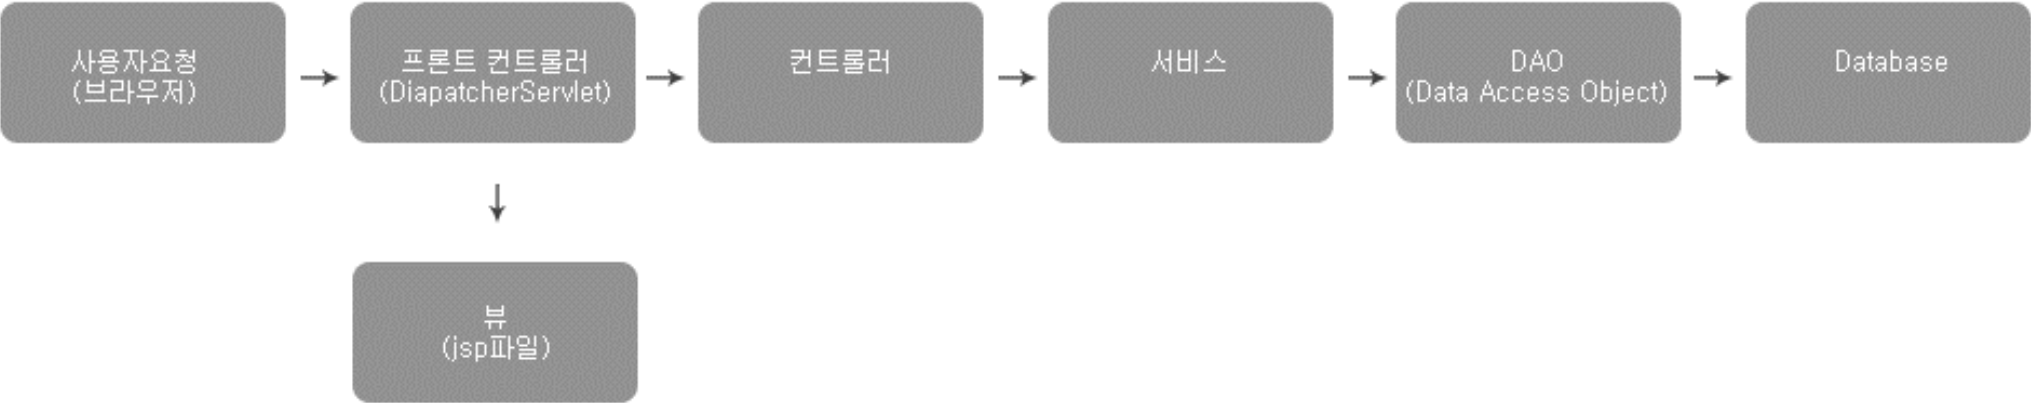 사용자요청
(브라우저)
프론트 컨트롤러
(DiapatcherServlet)
컨트롤러
서비스
DAO
(Data Access Object)
Database
뷰
(jsp파일)